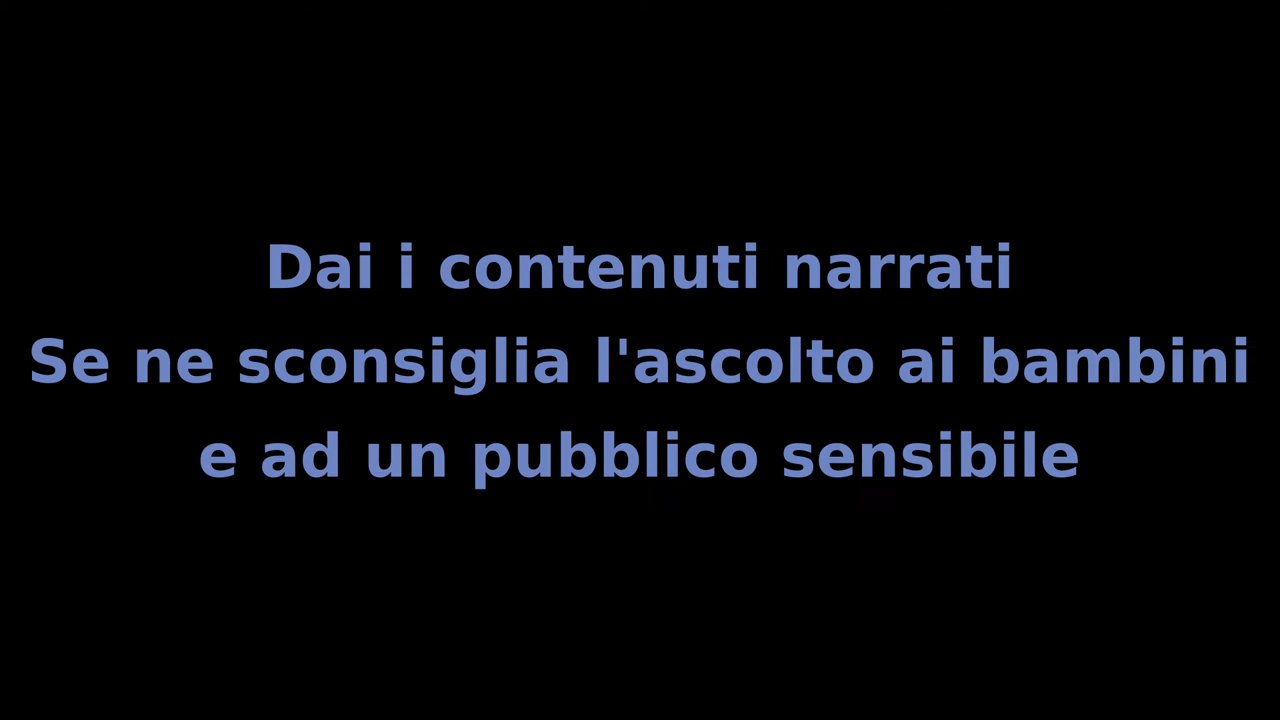 Dai i contenuti narrati
Se ne sconsiglia l'ascolto ai bambini
e ad un pubblico sensibile